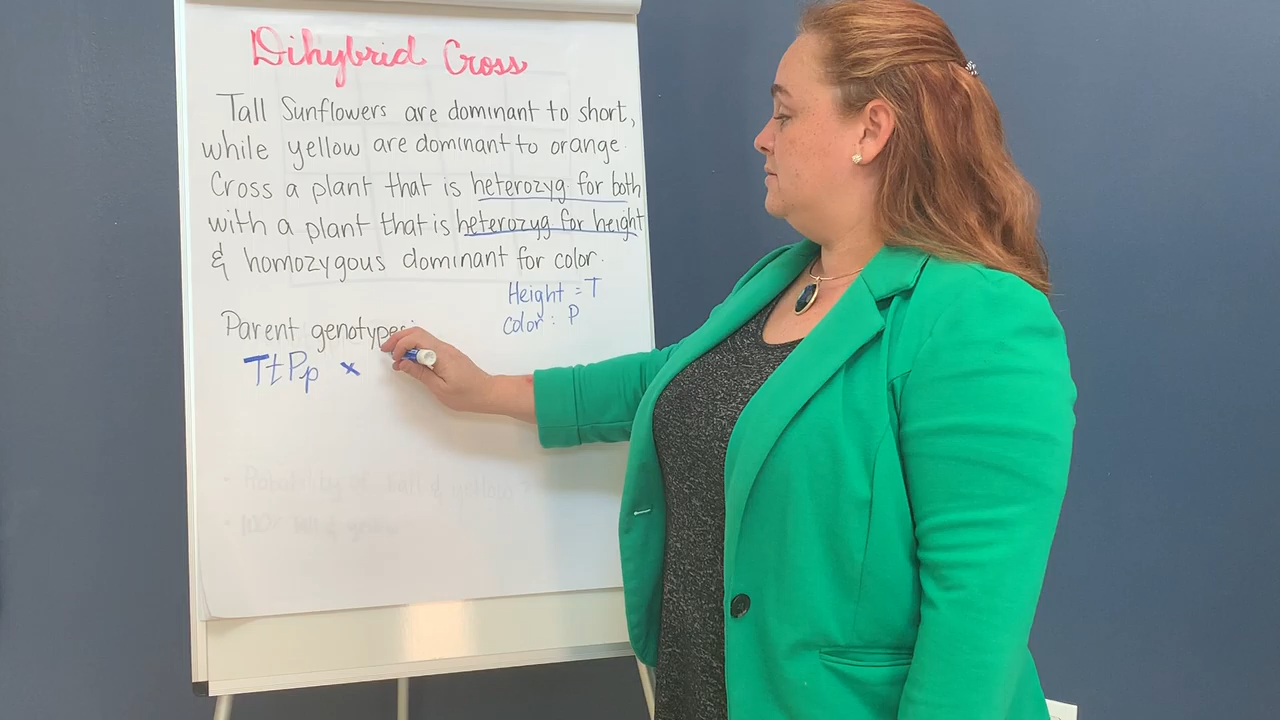 Dihybrid Cross
Tall Sunflowers are dominant to short,
while yellow are dominant to orange.
Cross a plant that is heterozyg. for both
with a plant that is heterozyg for height
& homozygous dominant for color.
Height = T
Color : P
Parent genotypes:
TtPp x